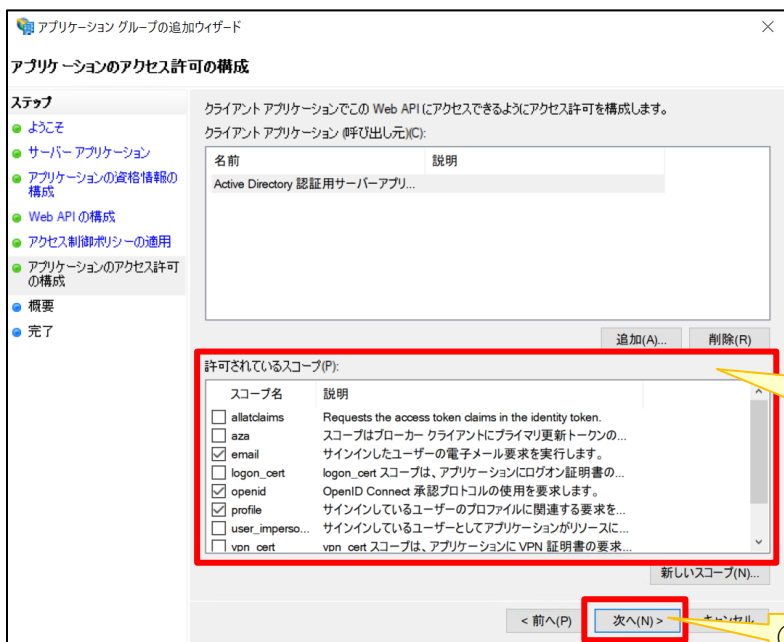 アプリケーション グループの追加ウィザード
アプリケーションのアクセス許可の構成
ステップ
ようこそ
サーバー アプリケーション
アプリケーションの資格情報の
構成
Web API の構成
アクセス制御ポリシーの適用
アプリケーションのアクセス許可
の構成
概要
完了
クライアント アプリケーションでこの Web API にアクセスできるようにアクセス許可を構成します。
クライアント アプリケーション (呼び出し元)(C):
名前 説明
Active Directory 認証用サーバーアプリ...
追加(A)... 削除(R)
許可されているスコープ(P):
スコープ名 説明
allatclaims Requests the access token claims in the identity token.
aza スコープはブローカー クライアントにプライマリ更新トークンの...
email サインインしたユーザーの電子メール要求を実行します。
logon_cert logon_cert スコープは、アプリケーションにログオン証明書の...
openid OpenID Connect 承認プロトコルの使用を要求します。
profile サインインしているユーザーのプロファイルに関連する要求を...
user_imperso... サインインしているユーザーとしてアプリケーションがリソースに...
vpn_cert vpn_cert スコープは、アプリケーションに VPN 証明書の要求...
新しいスコープ(N)...
< 前へ(P) 次へ(N) > キャンセル